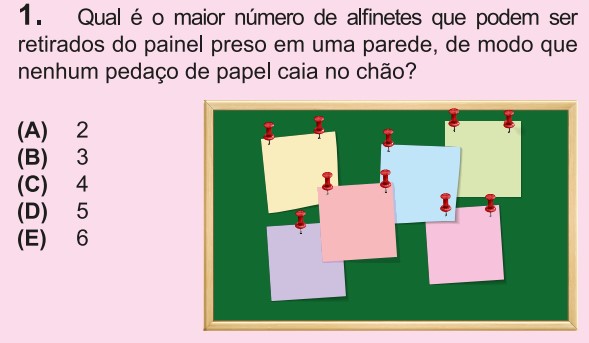 1. Qual é o maior número de alfinetes que podem ser
retirados do painel preso em uma parede, de modo que
nenhum pedaço de papel caia no chão?
(A) 2
(B) 3
(C) 4
(D) 5
(E) 6